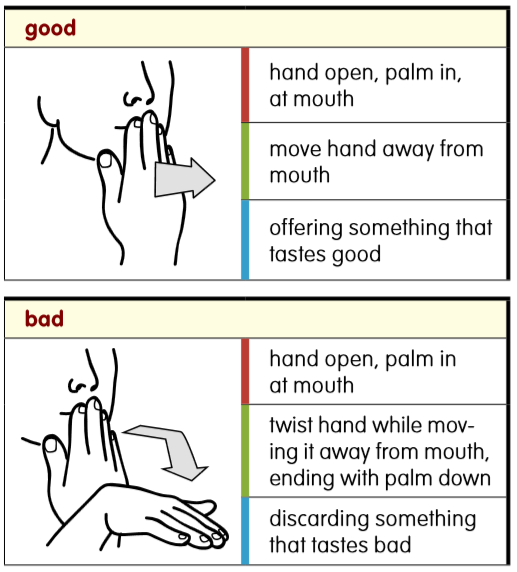 good
hand open, palm in,
at mouth
move hand away from
mouth
offering something that
tastes good
bad
hand open, palm in
at mouth
twist hand while mov-
ing it away from mouth,
ending with palm down
discarding something
that tastes bad